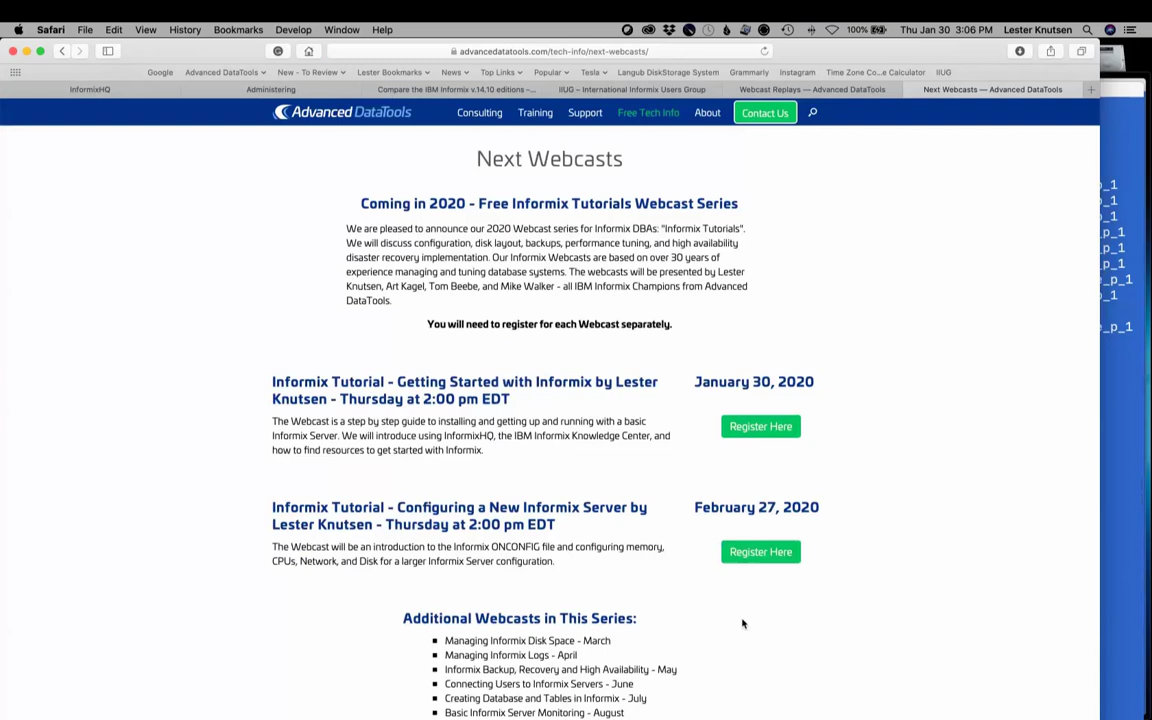 Safari File Edit View History Bookmarks Develop Window Help 100% Thu Jan 30 3:06 PM Lester Knutsen
advancedatatools.com/tech-info/next-webcasts/
Google Advanced DataTools New - To Review Lester Bookmarks News Top Links Popular Tesla Langub DiskStorage System Grammarly Instagram Time Zone Co...e Calculator IIUG
InformixHQ Administering Compare the IBM Informix v.14.10 editions –... IIUG – International Informix Users Group Webcast Replays — Advanced DataTools Next Webcasts — Advanced DataTools
Advanced DataTools Consulting Training Support Free Tech Info About Contact Us
Next Webcasts
Coming in 2020 - Free Informix Tutorials Webcast Series
We are pleased to announce our 2020 Webcast series for Informix DBAs: "Informix Tutorials".
We will discuss configuration, disk layout, backups, performance tuning, and high availability
disaster recovery implementation. Our Informix Webcasts are based on over 30 years of
experience managing and tuning database systems. The webcasts will be presented by Lester
Knutsen, Art Kagel, Tom Beebe, and Mike Walker - all IBM Informix Champions from Advanced
DataTools.
You will need to register for each Webcast separately.
Informix Tutorial - Getting Started with Informix by Lester
Knutsen - Thursday at 2:00 pm EDT
January 30, 2020
The Webcast is a step by step guide to installing and getting up and running with a basic
Informix Server. We will introduce using InformixHQ, the IBM Informix Knowledge Center, and
how to find resources to get started with Informix.
Register Here
Informix Tutorial - Configuring a New Informix Server by
Lester Knutsen - Thursday at 2:00 pm EDT
February 27, 2020
The Webcast will be an introduction to the Informix ONCONFIG file and configuring memory,
CPUs, Network, and Disk for a larger Informix Server configuration.
Register Here
Additional Webcasts in This Series:
Managing Informix Disk Space - March
Managing Informix Logs - April
Informix Backup, Recovery and High Availability - May
Connecting Users to Informix Servers - June
Creating Database and Tables in Informix - July
Basic Informix Server Monitoring - August